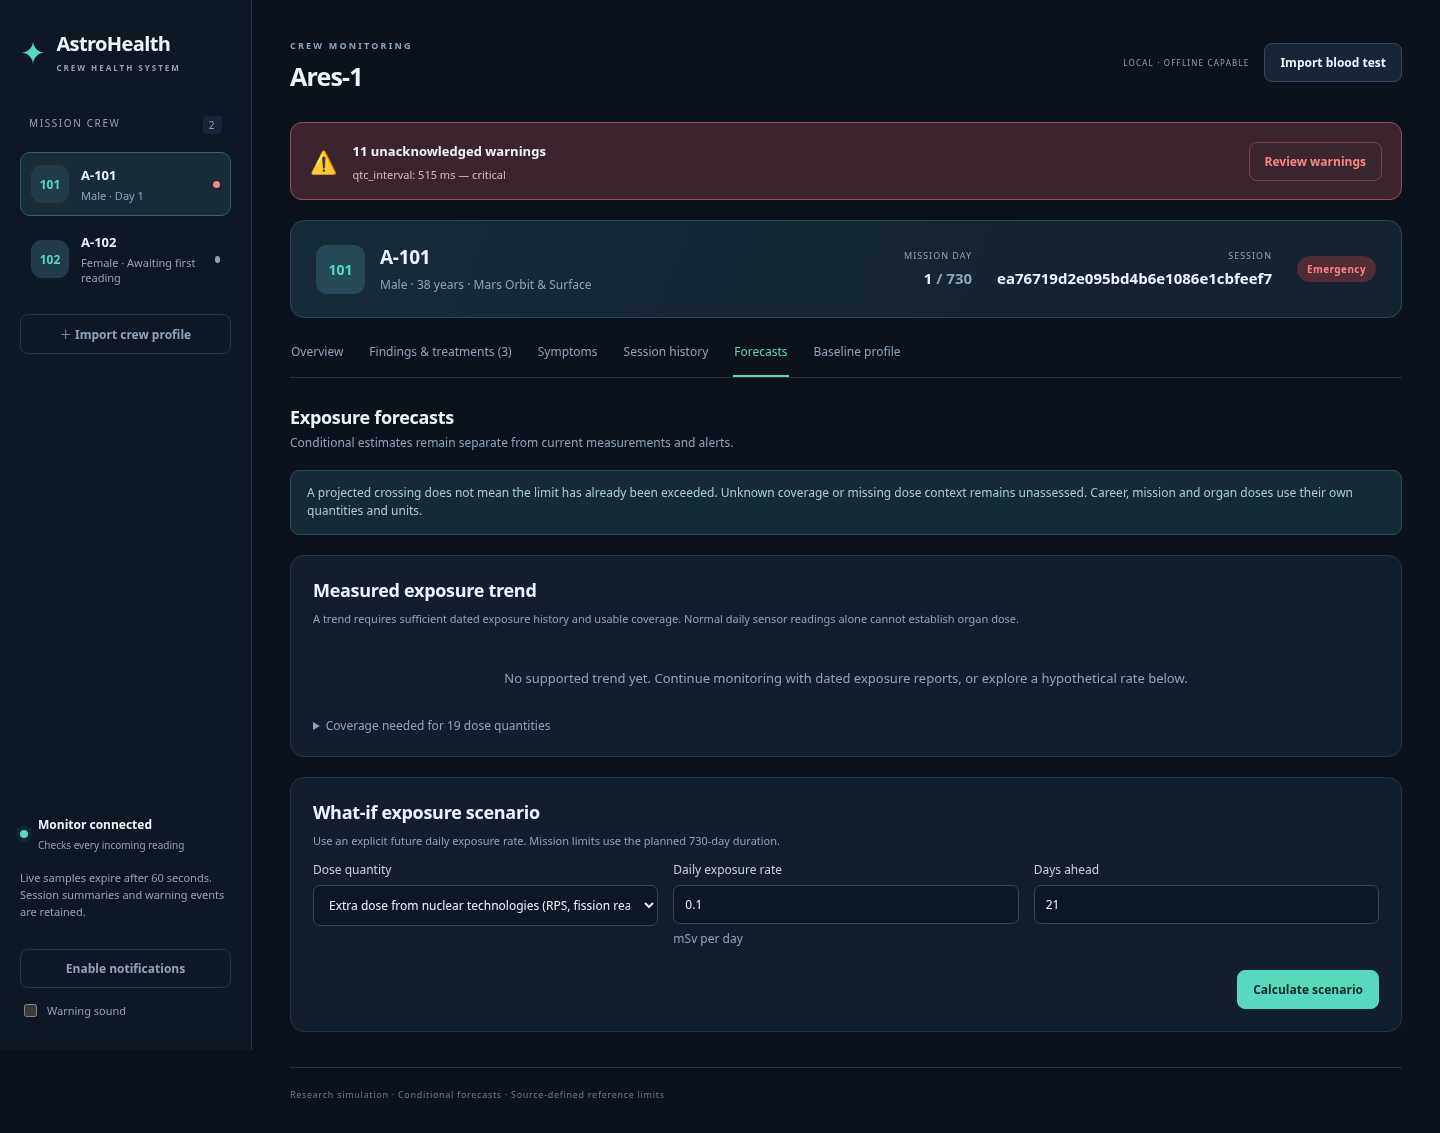 AstroHealth
CREW HEALTH SYSTEM
MISSION CREW
2
101
A-101
Male · Day 1
102
A-102
Female · Awaiting first
reading
+ Import crew profile
Monitor connected
Checks every incoming reading
Live samples expire after 60 seconds.
Session summaries and warning events
are retained.
Enable notifications
Warning sound
CREW MONITORING
Ares-1
LOCAL · OFFLINE CAPABLE
Import blood test
11 unacknowledged warnings
qtc_interval: 515 ms — critical
Review warnings
101
A-101
Male · 38 years · Mars Orbit & Surface
MISSION DAY
1 / 730
SESSION
ea76719d2e095bd4b6e1086e1cbfeef7
Emergency
Overview
Findings & treatments (3)
Symptoms
Session history
Forecasts
Baseline profile
Exposure forecasts
Conditional estimates remain separate from current measurements and alerts.
A projected crossing does not mean the limit has already been exceeded. Unknown coverage or missing dose context remains unassessed. Career, mission and organ doses use their own
quantities and units.
Measured exposure trend
A trend requires sufficient dated exposure history and usable coverage. Normal daily sensor readings alone cannot establish organ dose.
No supported trend yet. Continue monitoring with dated exposure reports, or explore a hypothetical rate below.
Coverage needed for 19 dose quantities
What-if exposure scenario
Use an explicit future daily exposure rate. Mission limits use the planned 730-day duration.
Dose quantity
Extra dose from nuclear technologies (RPS, fission rea
Daily exposure rate
0.1
mSv per day
Days ahead
21
Calculate scenario
Research simulation · Conditional forecasts · Source-defined reference limits